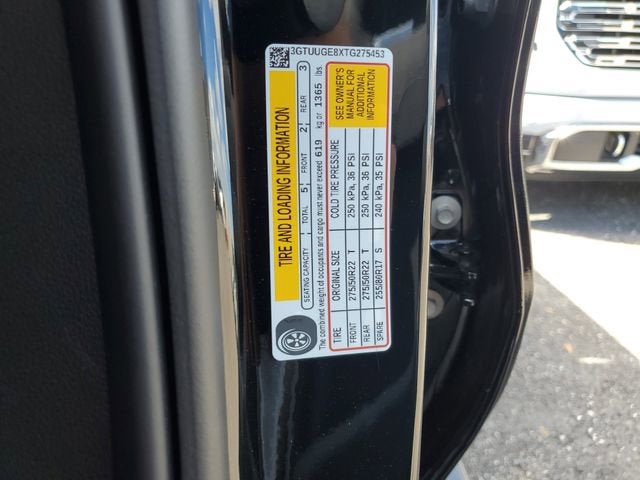 3GTUUGE8XTG275453
TIRE AND LOADING INFORMATION
SEATING CAPACITY TOTAL 5 FRONT 2 REAR 3
The combined weight of occupants and cargo must never exceed 619 kg or 1365 lbs.
TIRE ORIGINAL SIZE COLD TIRE PRESSURE
FRONT 275/50R22 T 250 kPa, 36 PSI
REAR 275/50R22 T 250 kPa, 36 PSI
SPARE 255/80R17 S 240 kPa, 35 PSI
SEE OWNER'S
MANUAL FOR
ADDITIONAL
INFORMATION